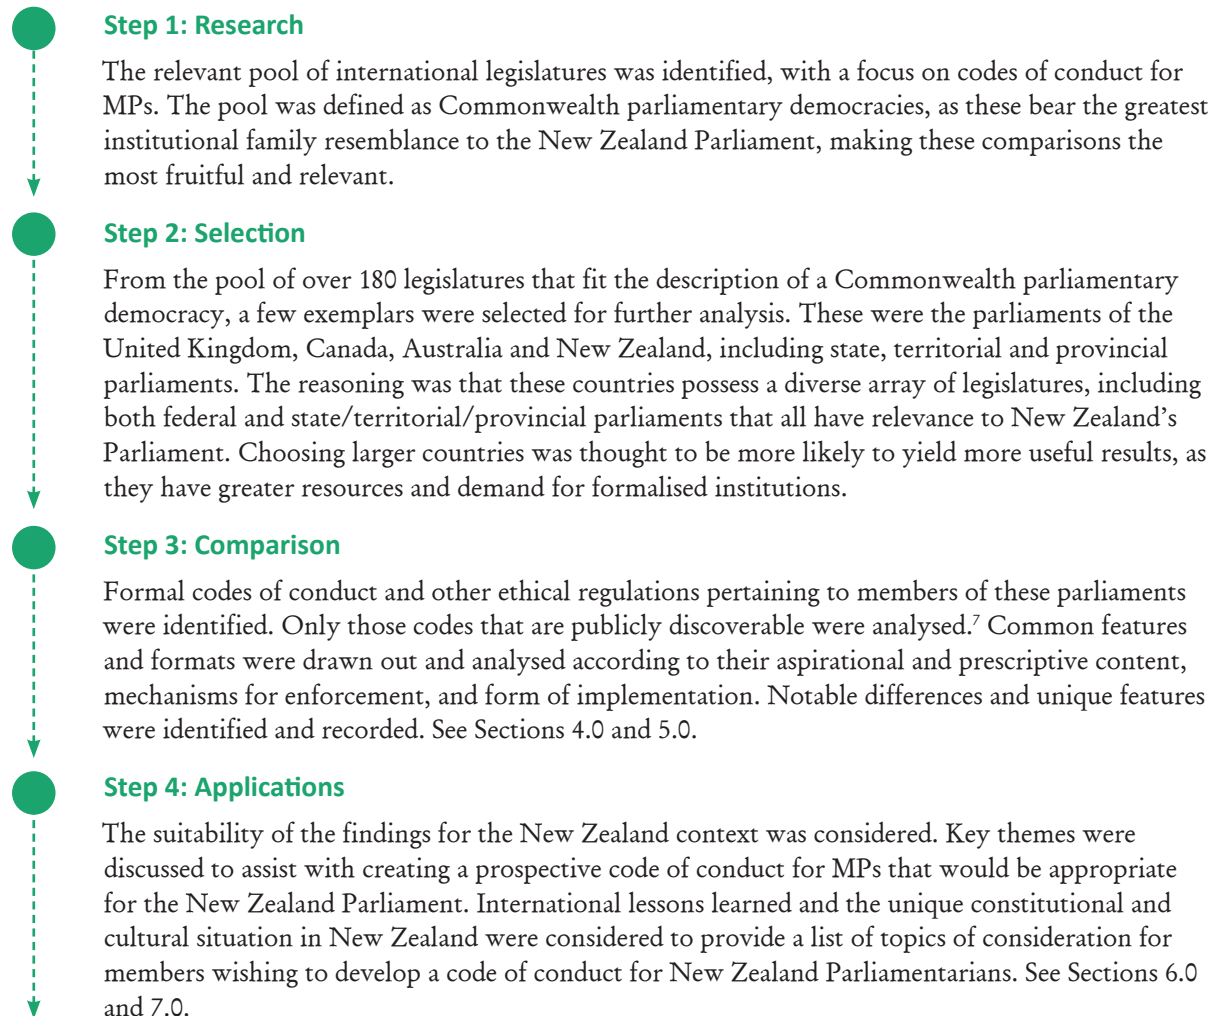 Step 1: Research
The relevant pool of international legislatures was identified, with a focus on codes of conduct for
MPs. The pool was defined as Commonwealth parliamentary democracies, as these bear the greatest
institutional family resemblance to the New Zealand Parliament, making these comparisons the
most fruitful and relevant.
Step 2: Selection
From the pool of over 180 legislatures that fit the description of a Commonwealth parliamentary
democracy, a few exemplars were selected for further analysis. These were the parliaments of the
United Kingdom, Canada, Australia and New Zealand, including state, territorial and provincial
parliaments. The reasoning was that these countries possess a diverse array of legislatures, including
both federal and state/territorial/provincial parliaments that all have relevance to New Zealand’s
Parliament. Choosing larger countries was thought to be more likely to yield more useful results, as
they have greater resources and demand for formalised institutions.
Step 3: Comparison
Formal codes of conduct and other ethical regulations pertaining to members of these parliaments
were identified. Only those codes that are publicly discoverable were analysed.7 Common features
and formats were drawn out and analysed according to their aspirational and prescriptive content,
mechanisms for enforcement, and form of implementation. Notable differences and unique features
were identified and recorded. See Sections 4.0 and 5.0.
Step 4: Applications
The suitability of the findings for the New Zealand context was considered. Key themes were
discussed to assist with creating a prospective code of conduct for MPs that would be appropriate
for the New Zealand Parliament. International lessons learned and the unique constitutional and
cultural situation in New Zealand were considered to provide a list of topics of consideration for
members wishing to develop a code of conduct for New Zealand Parliamentarians. See Sections 6.0
and 7.0.